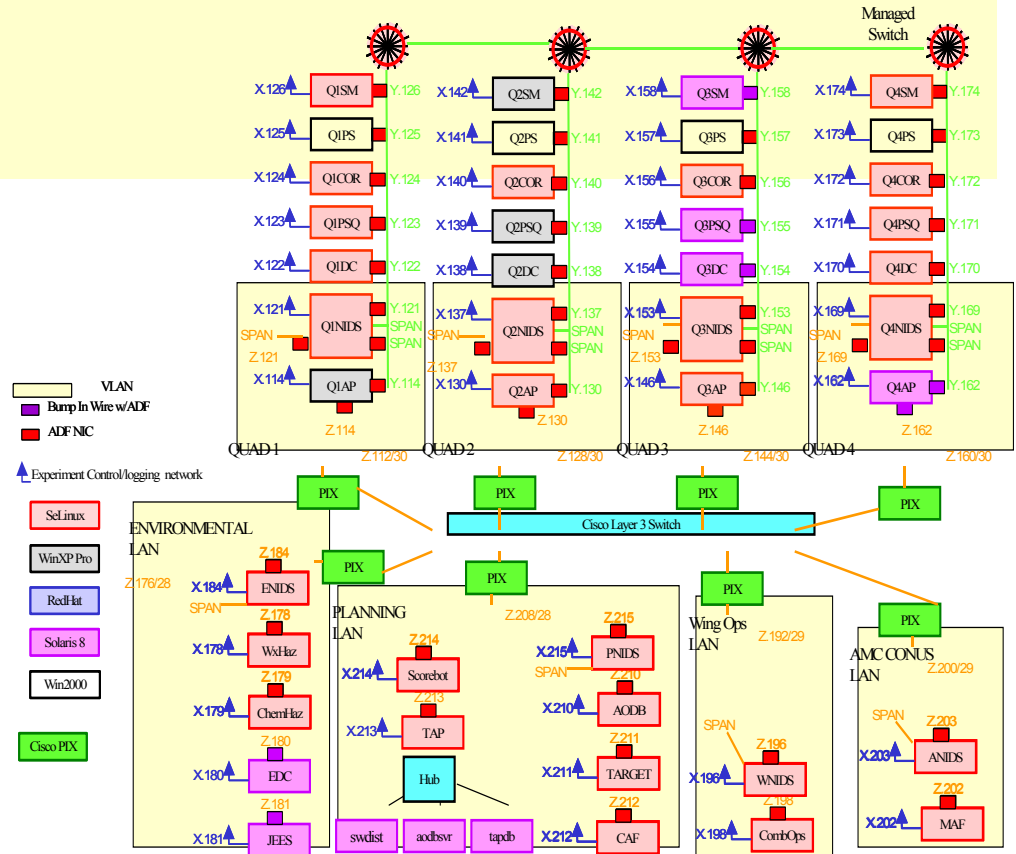 Managed
Switch
X.126 Q1SM Y.126
X.142 Q2SM Y.142
X.158 Q3SM Y.158
X.174 Q4SM Y.174
X.125 Q1PS Y.125
X.141 Q2PS Y.141
X.157 Q3PS Y.157
X.173 Q4PS Y.173
X.124 Q1COR Y.124
X.140 Q2COR Y.140
X.156 Q3COR Y.156
X.172 Q4COR Y.172
X.123 Q1PSQ Y.123
X.139 Q2PSQ Y.139
X.155 Q3PSQ Y.155
X.171 Q4PSQ Y.171
X.122 Q1DC Y.122
X.138 Q2DC Y.138
X.154 Q3DC Y.154
X.170 Q4DC Y.170
X.121 Q1NIDS Y.121
SPAN SPAN
SPAN
Z.121
X.137 Q2NIDS Y.137
SPAN SPAN
SPAN
Z.137
X.153 Q3NIDS Y.153
SPAN SPAN
SPAN
Z.153
X.169 Q4NIDS Y.169
SPAN SPAN
SPAN
Z.169
X.114 Q1AP Y.114
Z.114
X.130 Q2AP Y.130
Z.130
X.146 Q3AP Y.146
Z.146
X.162 Q4AP Y.162
Z.162
QUAD 1 Z.112/30
QUAD 2 Z.128/30
QUAD 3 Z.144/30
QUAD 4 Z.160/30
VLAN
Bump In Wire w/ADF
ADF NIC
Experiment Control/logging network
SeLinux
WinXP Pro
RedHat
Solaris 8
Win2000
Cisco PIX
PIX
PIX
PIX
PIX
Cisco Layer 3 Switch
PIX
PIX
PIX
PIX
ENVIRONMENTAL
LAN
Z.176/28
Z.184
X.184 ENIDS
SPAN
Z.178
X.178 WxHaz
Z.179
X.179 ChemHaz
Z.180
X.180 EDC
Z.181
X.181 JEES
PLANNING
LAN
Z.208/28
Z.214
X.214 Scorebot
Z.213
X.213 TAP
Hub
swdist
aodbsvr
tapdb
Z.215
X.215 PNIDS
SPAN
Z.210
X.210 AODB
Z.211
X.211 TARGET
Z.212
X.212 CAF
Wing Ops
LAN
Z.192/29
SPAN
Z.196
X.196 WNIDS
Z.198
X.198 CombOps
AMC CONUS
LAN
Z.200/29
SPAN
Z.203
X.203 ANIDS
Z.202
X.202 MAF